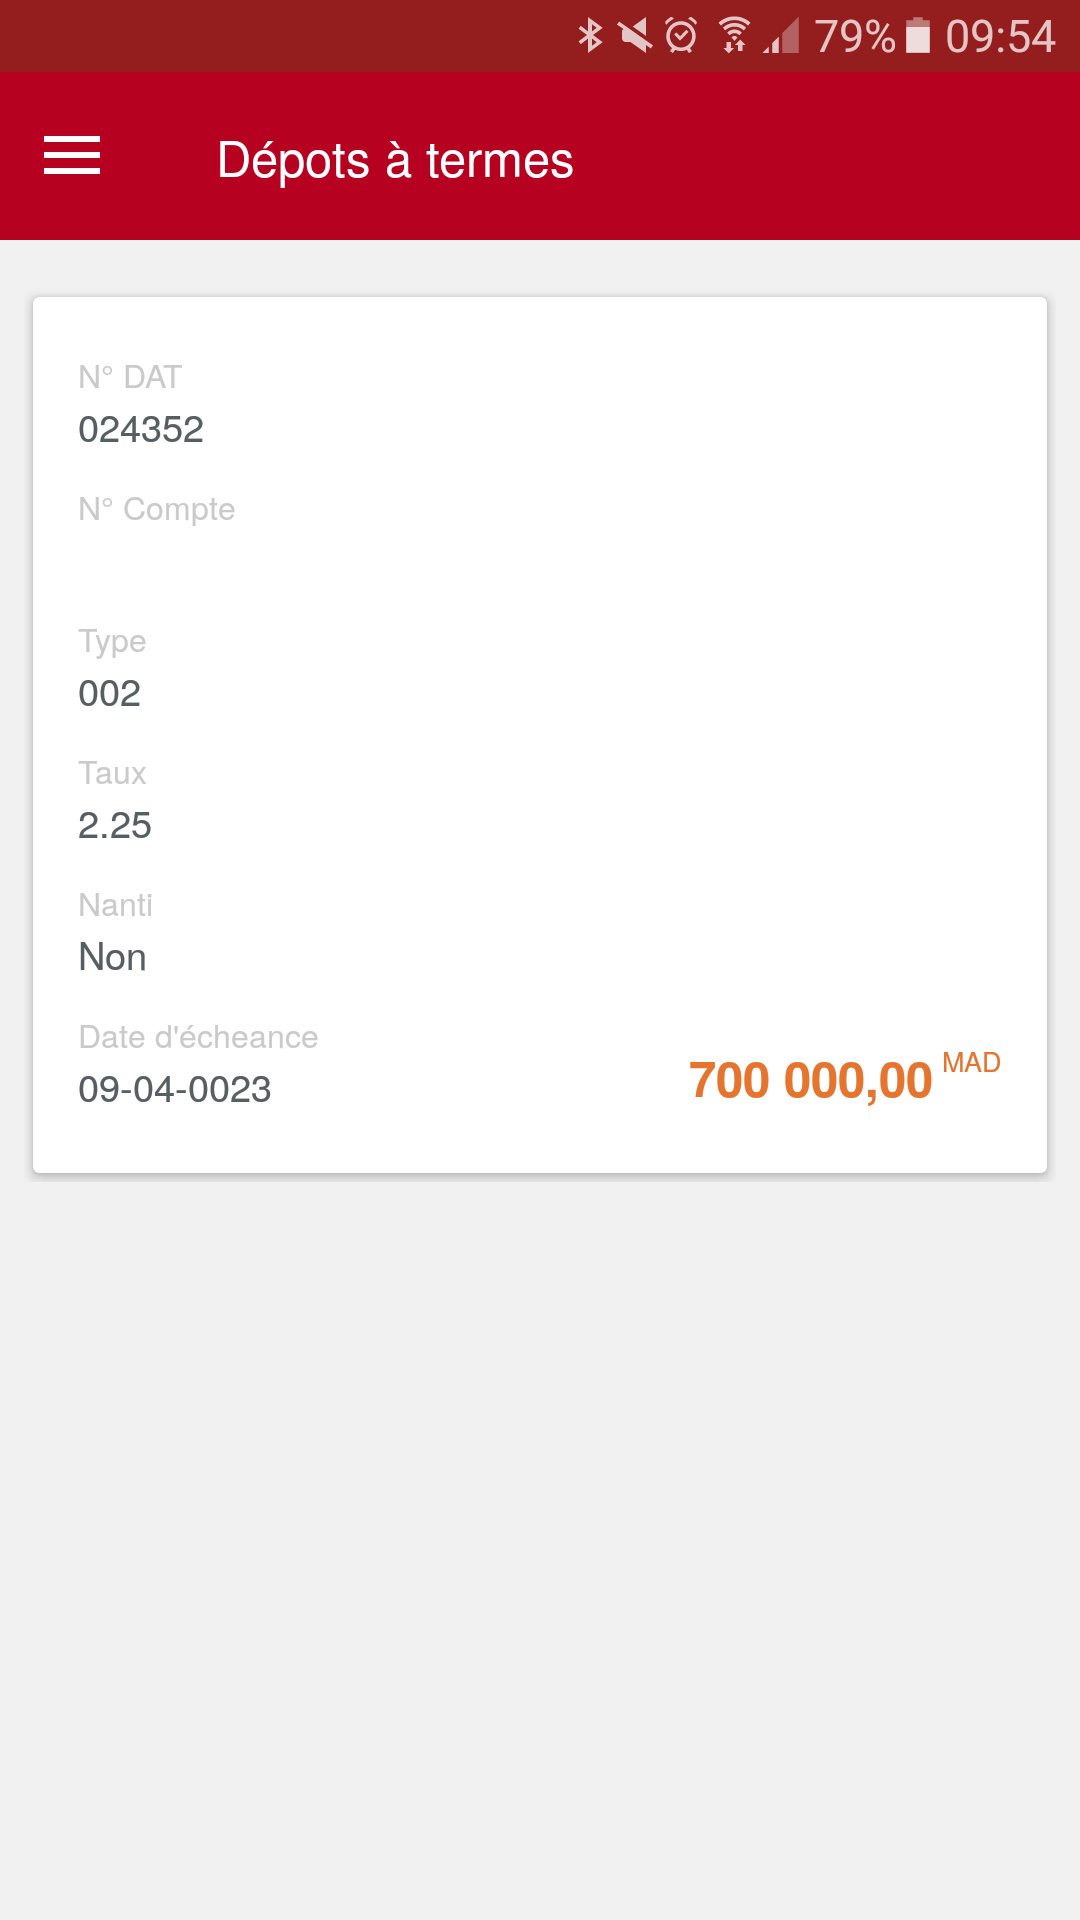 79% 09:54
Dépots à termes
N° DAT
024352
N° Compte
Type
002
Taux
2.25
Nanti
Non
Date d'écheance
09-04-0023
700 000,00 MAD